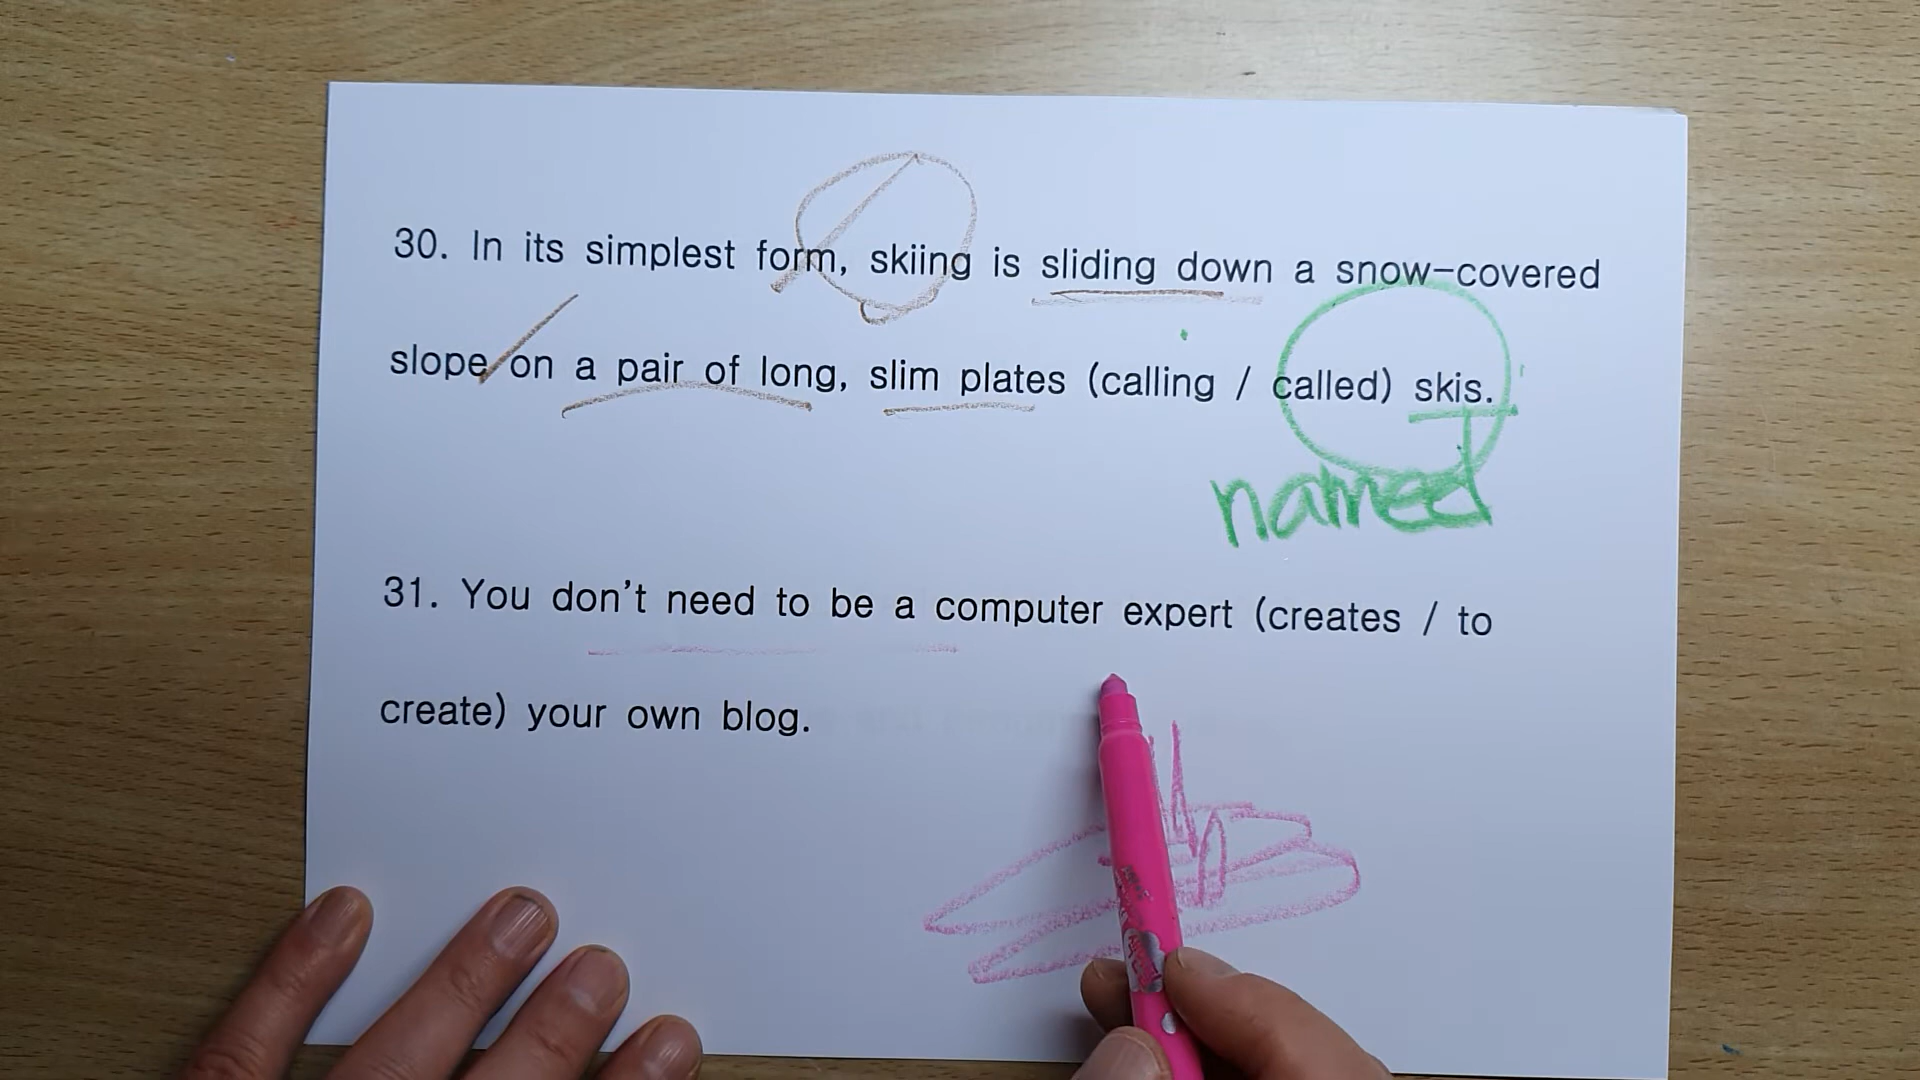 30. In its simplest form, skiing is sliding down a snow-covered
slope on a pair of long, slim plates (calling / called) skis.
named
31. You don't need to be a computer expert (creates / to
create) your own blog.